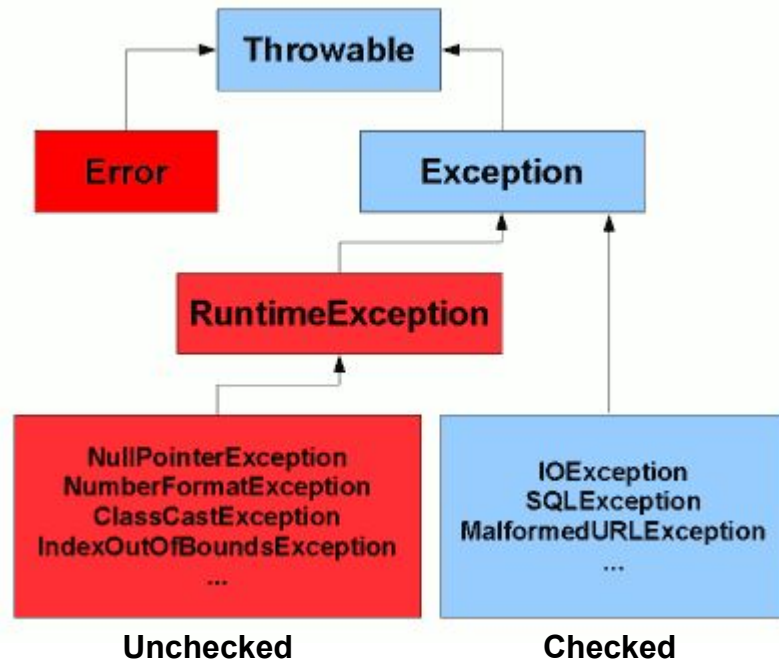 Throwable
Error
Exception
RuntimeException
NullPointerException
NumberFormatException
ClassCastException
IndexOutOfBoundsException
...
IOException
SQLException
MalformedURLException
...
Unchecked
Checked